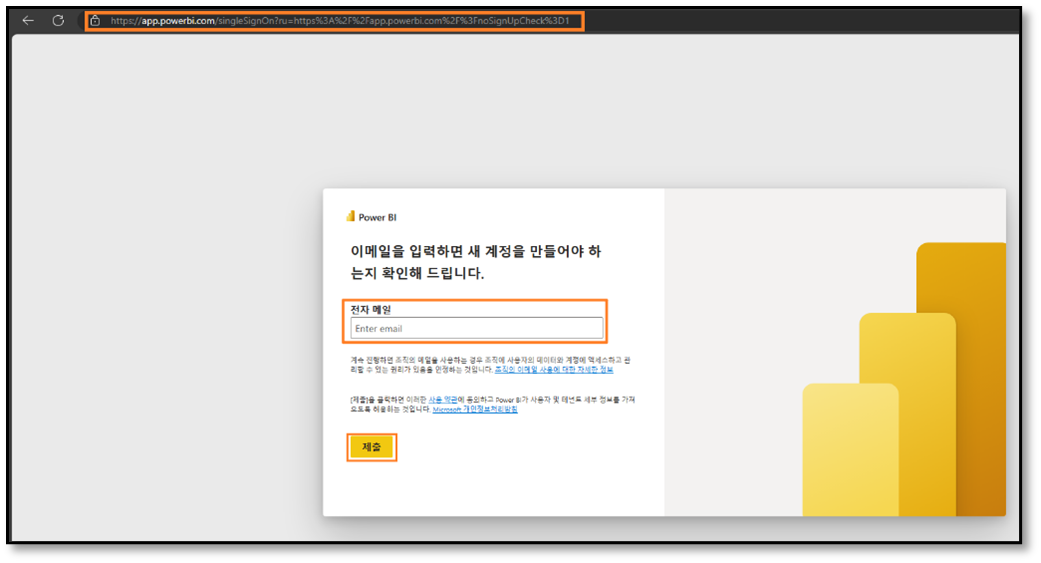 https://app.powerbi.com/singleSignOn?ru=https%3A%2F%2Fapp.powerbi.com%2F%3FnoSignUpCheck%3D1
Power BI
이메일을 입력하면 새 계정을 만들어야 하
는지 확인해 드립니다.
전자 메일
Enter email
계속 진행하면 조직의 메일을 사용하는 경우 조직에 사용자의 데이터와 계정에 액세스하고 관
리할 수 있는 권리가 있음을 인정하는 것입니다. 조직의 이메일 사용에 대한 자세한 정보
[제출]을 클릭하면 이러한 사용 약관에 동의하고 Power BI가 사용자 및 테넌트 세부 정보를 가져
오도록 허용하는 것입니다. Microsoft 개인정보처리방침
제출